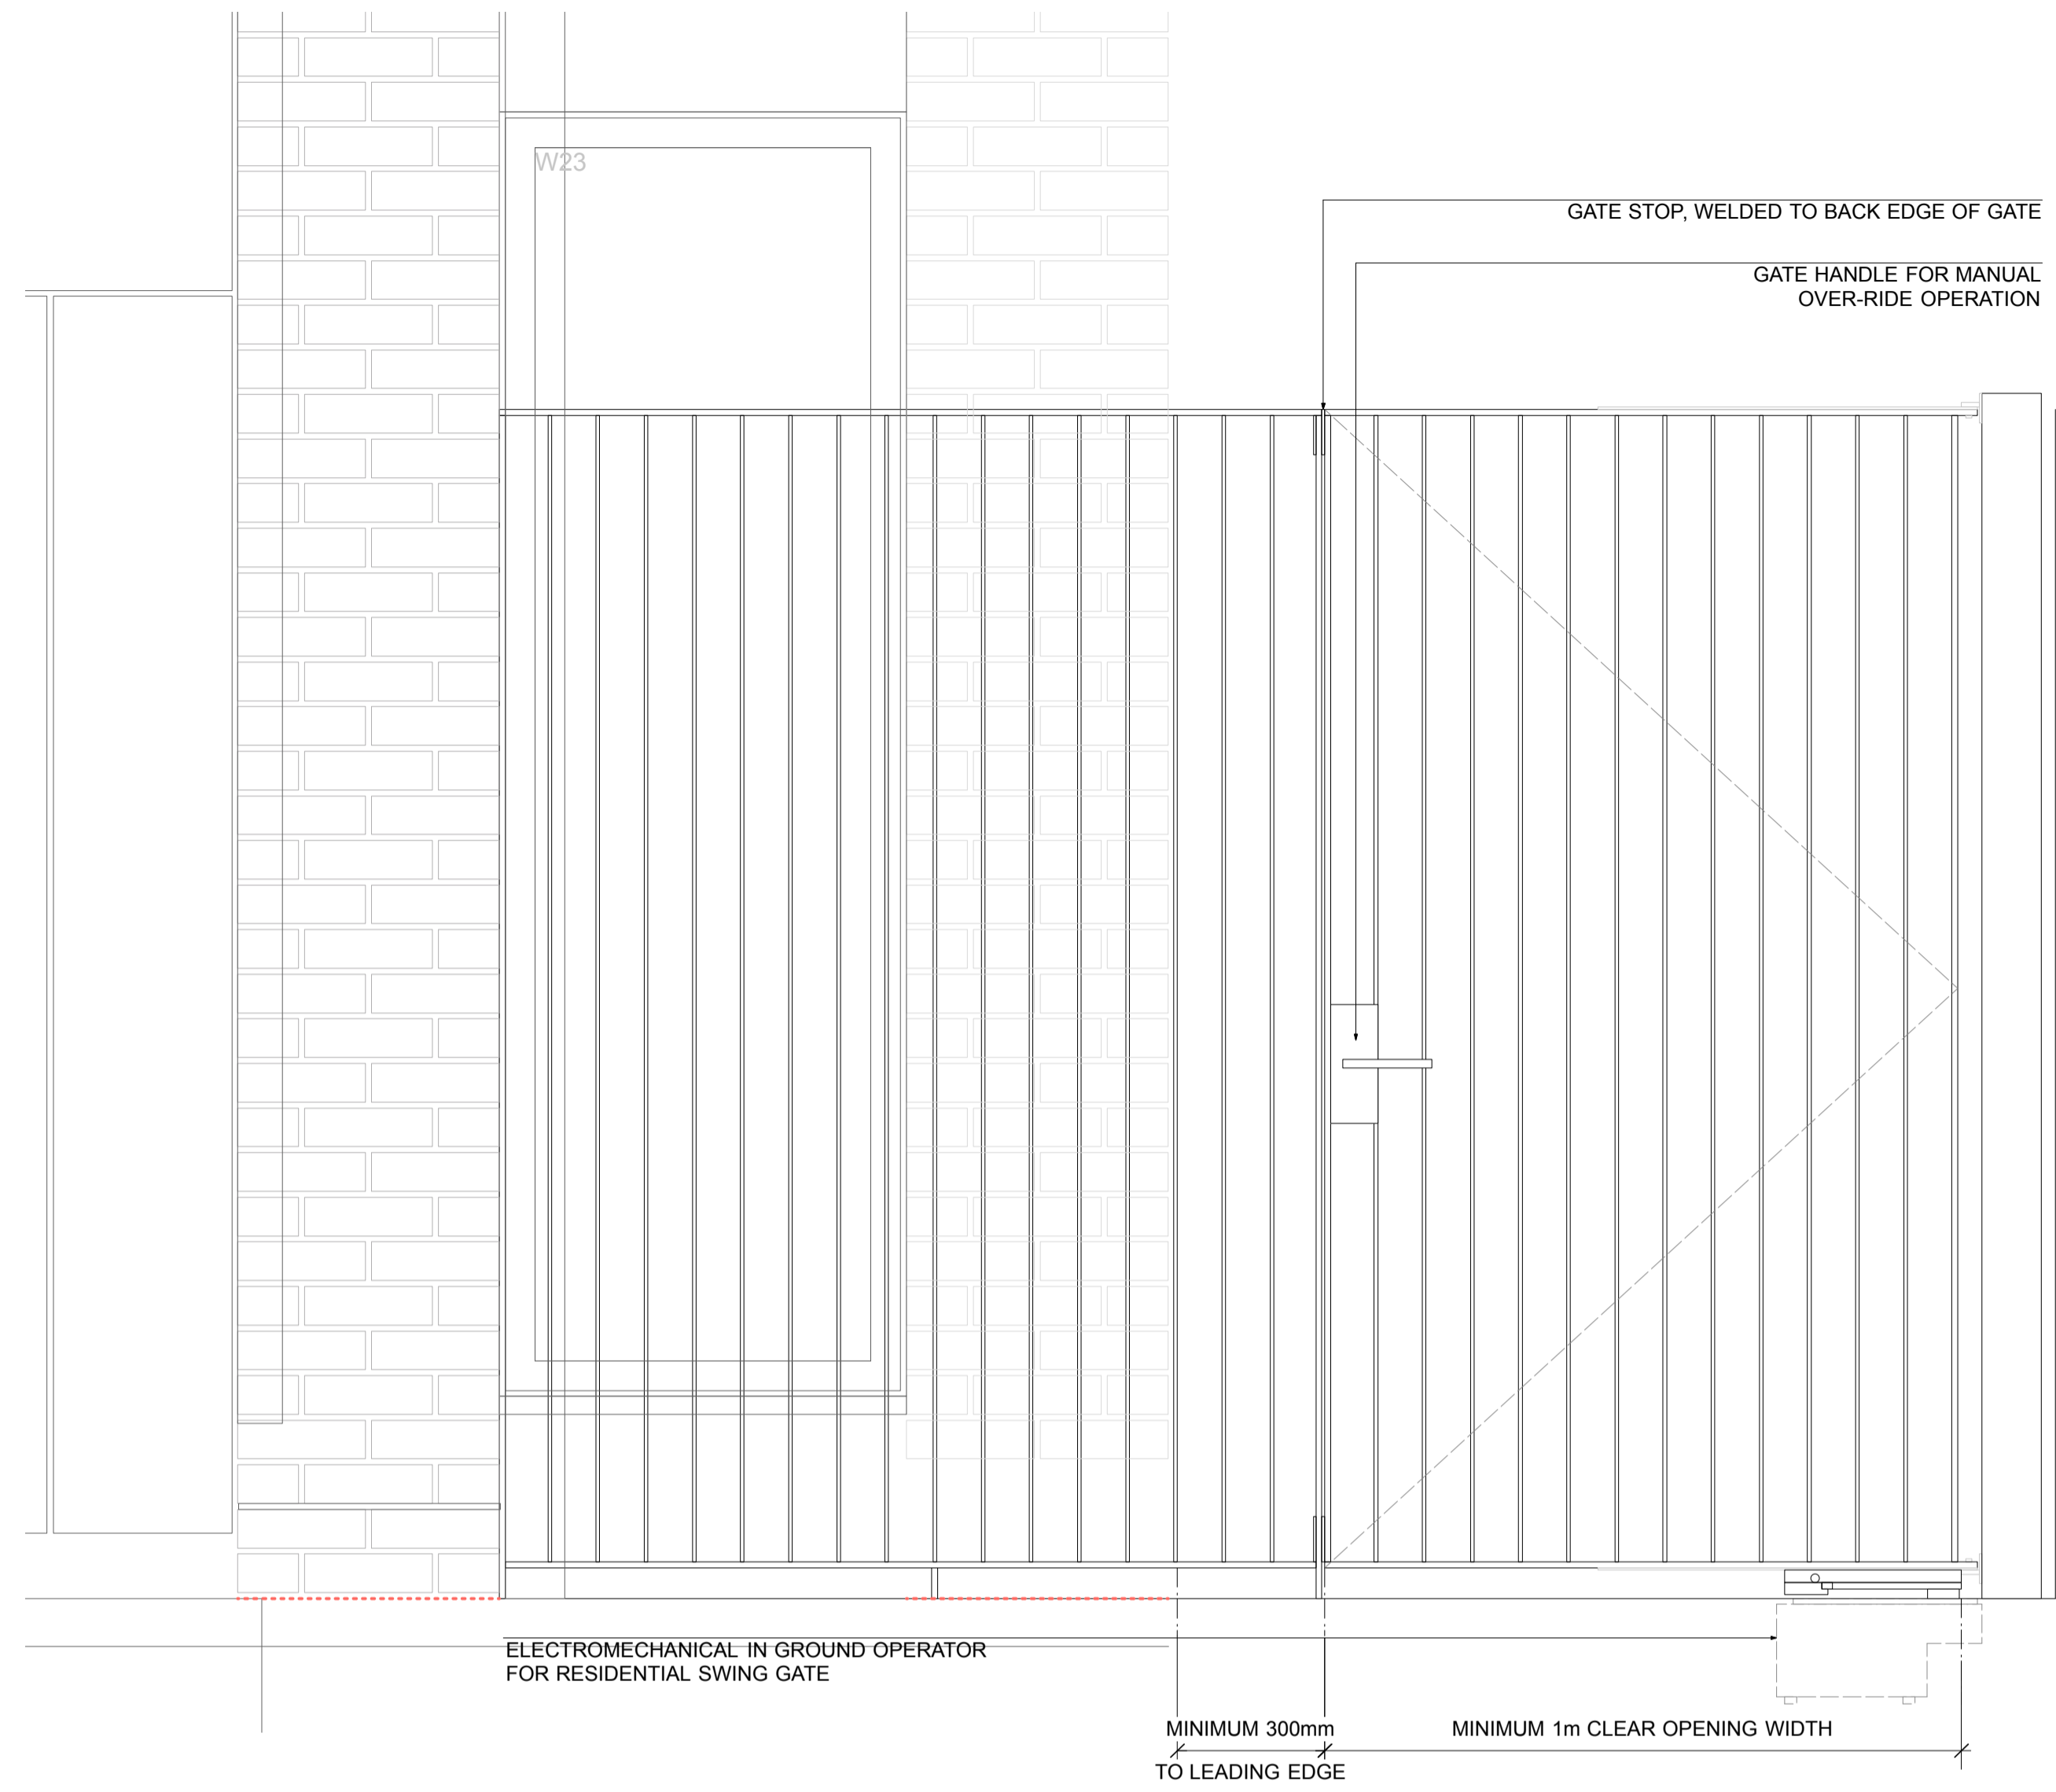 W23
GATE STOP, WELDED TO BACK EDGE OF GATE
GATE HANDLE FOR MANUAL
OVER-RIDE OPERATION
ELECTROMECHANICAL IN GROUND OPERATOR
FOR RESIDENTIAL SWING GATE
MINIMUM 300mm
TO LEADING EDGE
MINIMUM 1m CLEAR OPENING WIDTH